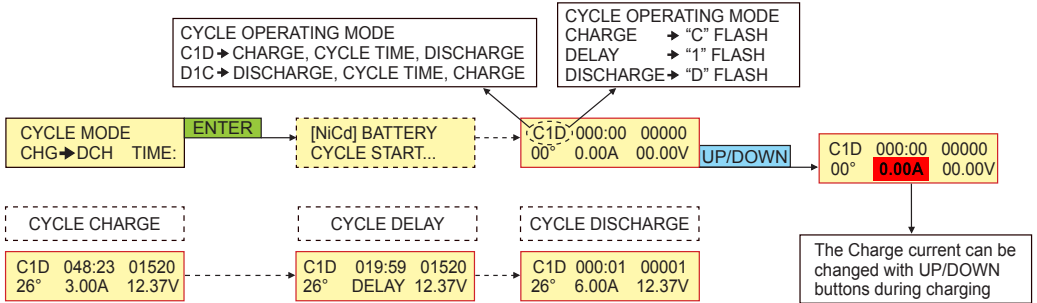 CYCLE OPERATING MODE
C1D → CHARGE, CYCLE TIME, DISCHARGE
D1C → DISCHARGE, CYCLE TIME, CHARGE
CYCLE OPERATING MODE
CHARGE → “C” FLASH
DELAY → “1” FLASH
DISCHARGE → “D” FLASH
CYCLE MODE
CHG → DCH TIME:
ENTER
[NiCd] BATTERY
CYCLE START...
C1D 000:00 00000
00° 0.00A 00.00V
UP/DOWN
C1D 000:00 00000
00° 0.00A 00.00V
The Charge current can be
changed with UP/DOWN
buttons during charging
CYCLE CHARGE
C1D 048:23 01520
26° 3.00A 12.37V
CYCLE DELAY
C1D 019:59 01520
26° DELAY 12.37V
CYCLE DISCHARGE
C1D 000:01 00001
26° 6.00A 12.37V